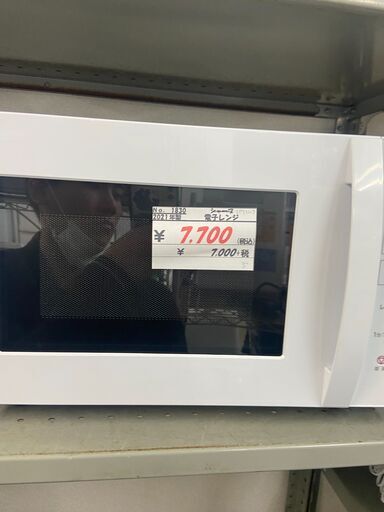 No. 1830 シャープ
2021年製 電子レンジ
¥ 7.700 (税込)
¥ 7.000+税